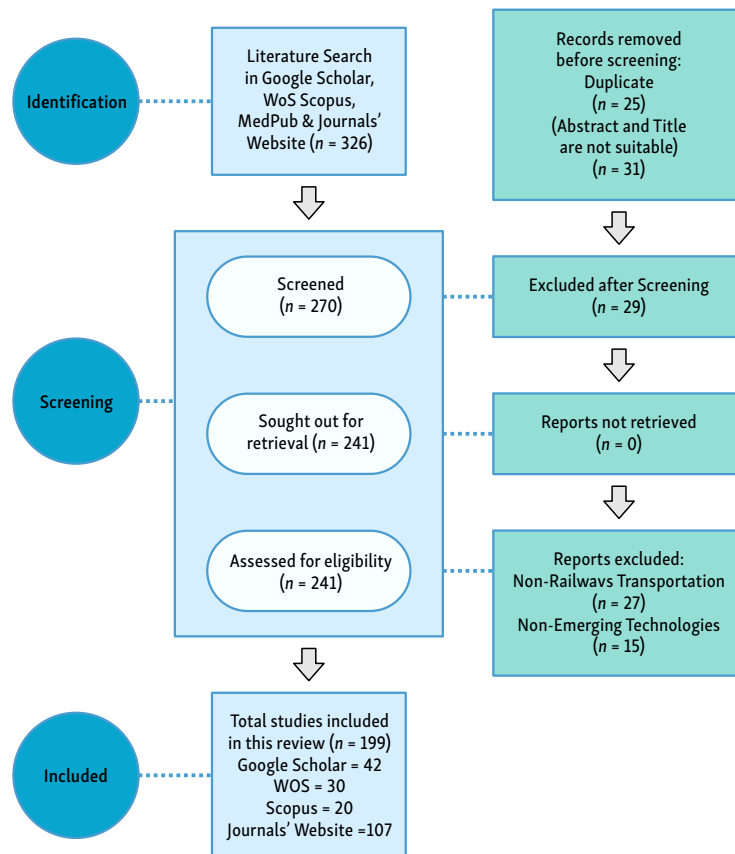 Identification
Literature Search
in Google Scholar,
WoS Scopus,
MedPub & Journals'
Website (n = 326)
Records removed
before screening:
Duplicate
(n = 25)
(Abstract and Title
are not suitable)
(n = 31)
Screening
Screened
(n = 270)
Excluded after Screening
(n = 29)
Sought out for
retrieval (n = 241)
Reports not retrieved
(n = 0)
Assessed for eligibility
(n = 241)
Reports excluded:
Non-Railwavs Transportation
(n = 27)
Non-Emerging Technologies
(n = 15)
Included
Total studies included
in this review (n = 199)
Google Scholar = 42
WOS = 30
Scopus = 20
Journals' Website =107